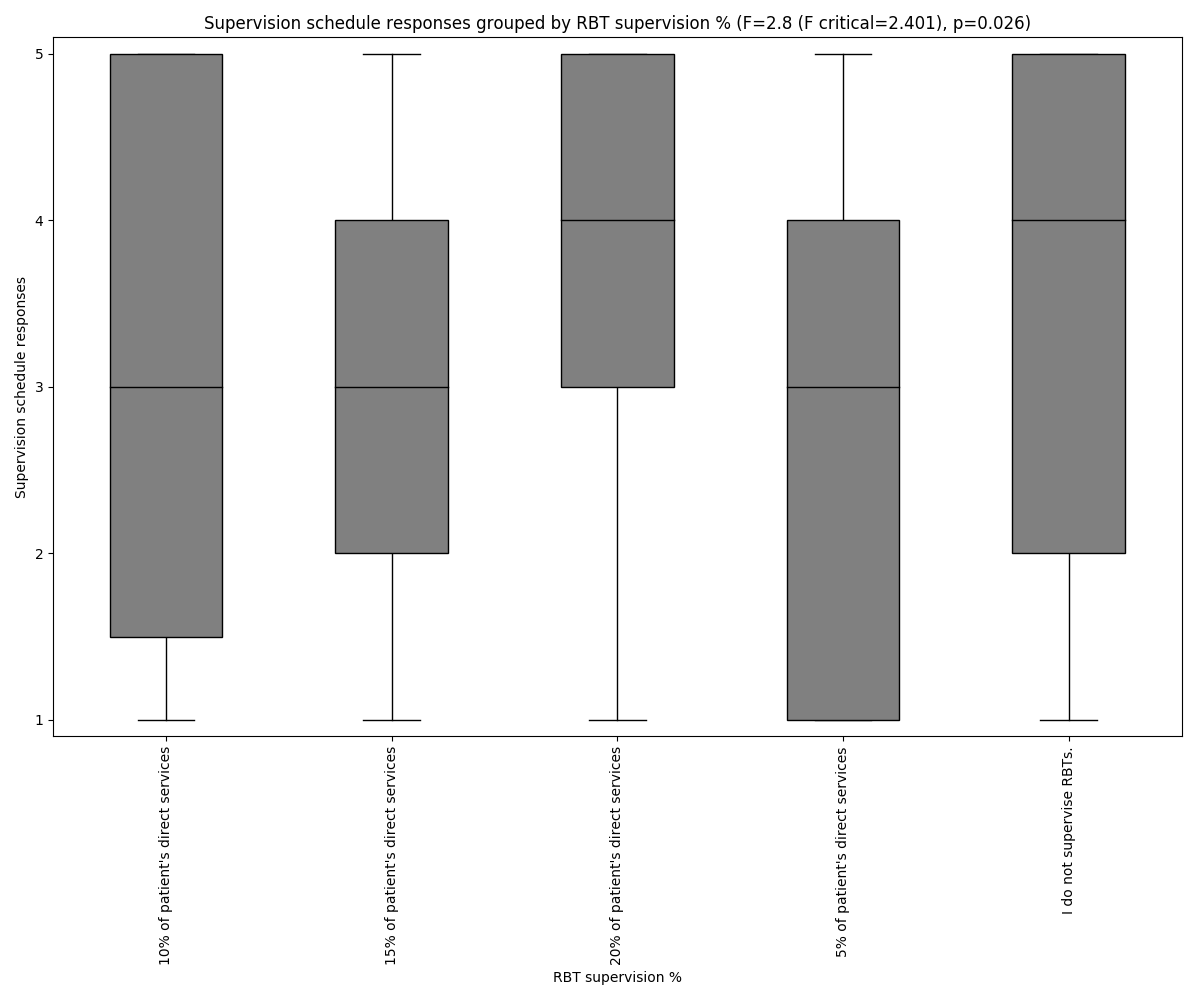 Supervision schedule responses grouped by RBT supervision % (F=2.8 (F critical=2.401), p=0.026)
Supervision schedule responses
5
4
3
2
1
10% of patient's direct services
15% of patient's direct services
20% of patient's direct services
5% of patient's direct services
I do not supervise RBTs.
RBT supervision %